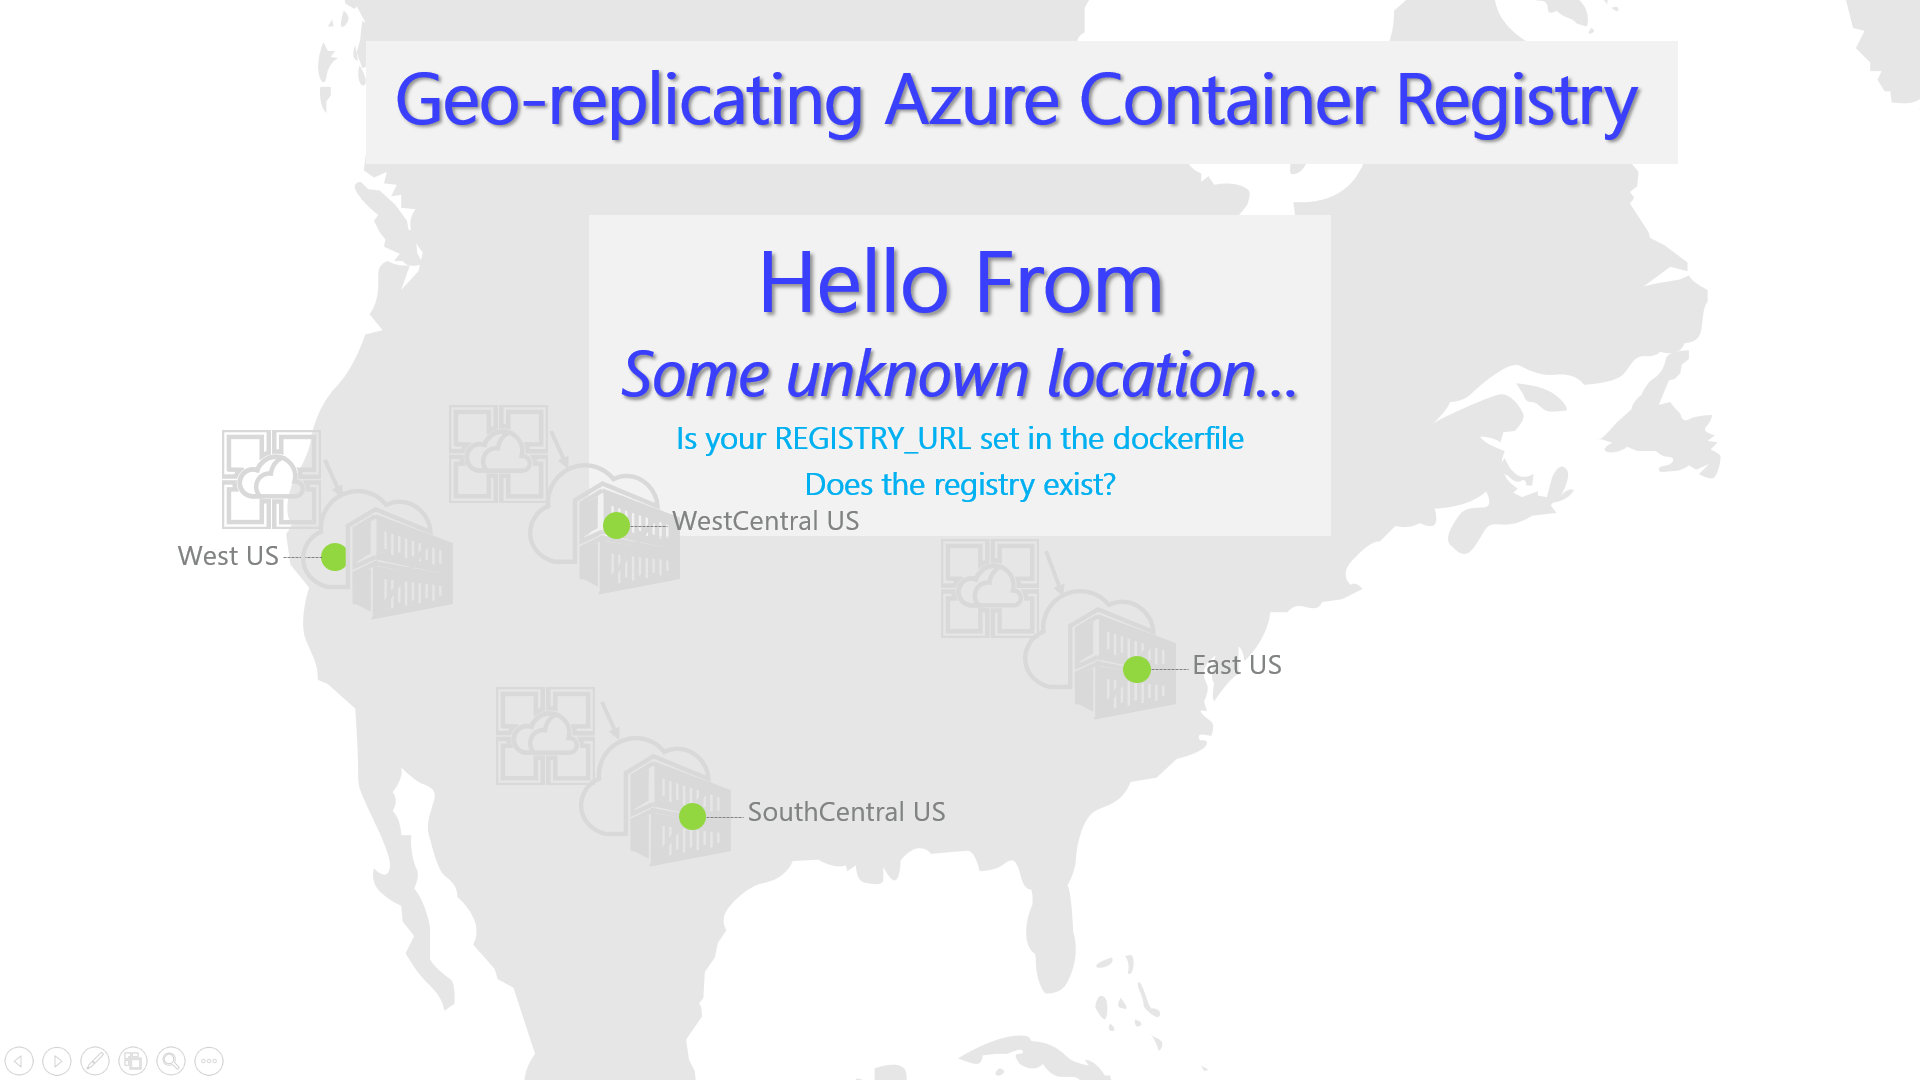 Geo-replicating Azure Container Registry
Hello From
Some unknown location...
Is your REGISTRY_URL set in the dockerfile
Does the registry exist?
WestCentral US
West US
East US
SouthCentral US